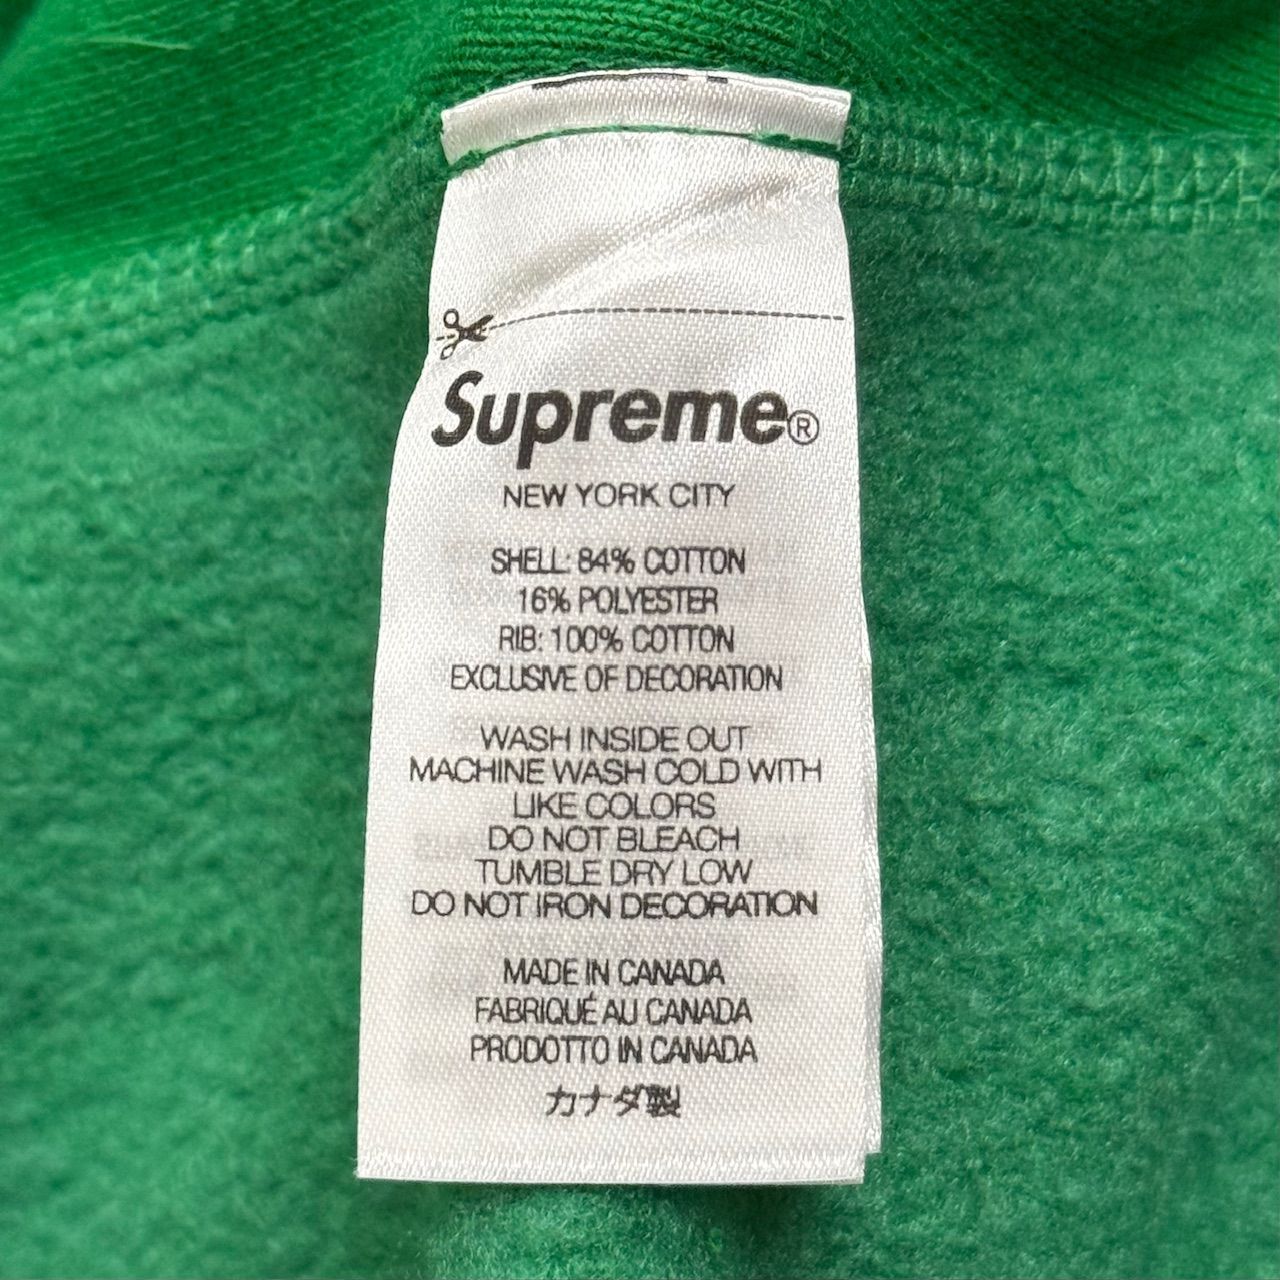 Supreme®
NEW YORK CITY
SHELL: 84% COTTON
16% POLYESTER
RIB: 100% COTTON
EXCLUSIVE OF DECORATION
WASH INSIDE OUT
MACHINE WASH COLD WITH
LIKE COLORS
DO NOT BLEACH
TUMBLE DRY LOW
DO NOT IRON DECORATION
MADE IN CANADA
FABRIQUÉ AU CANADA
PRODOTTO IN CANADA
カナダ製